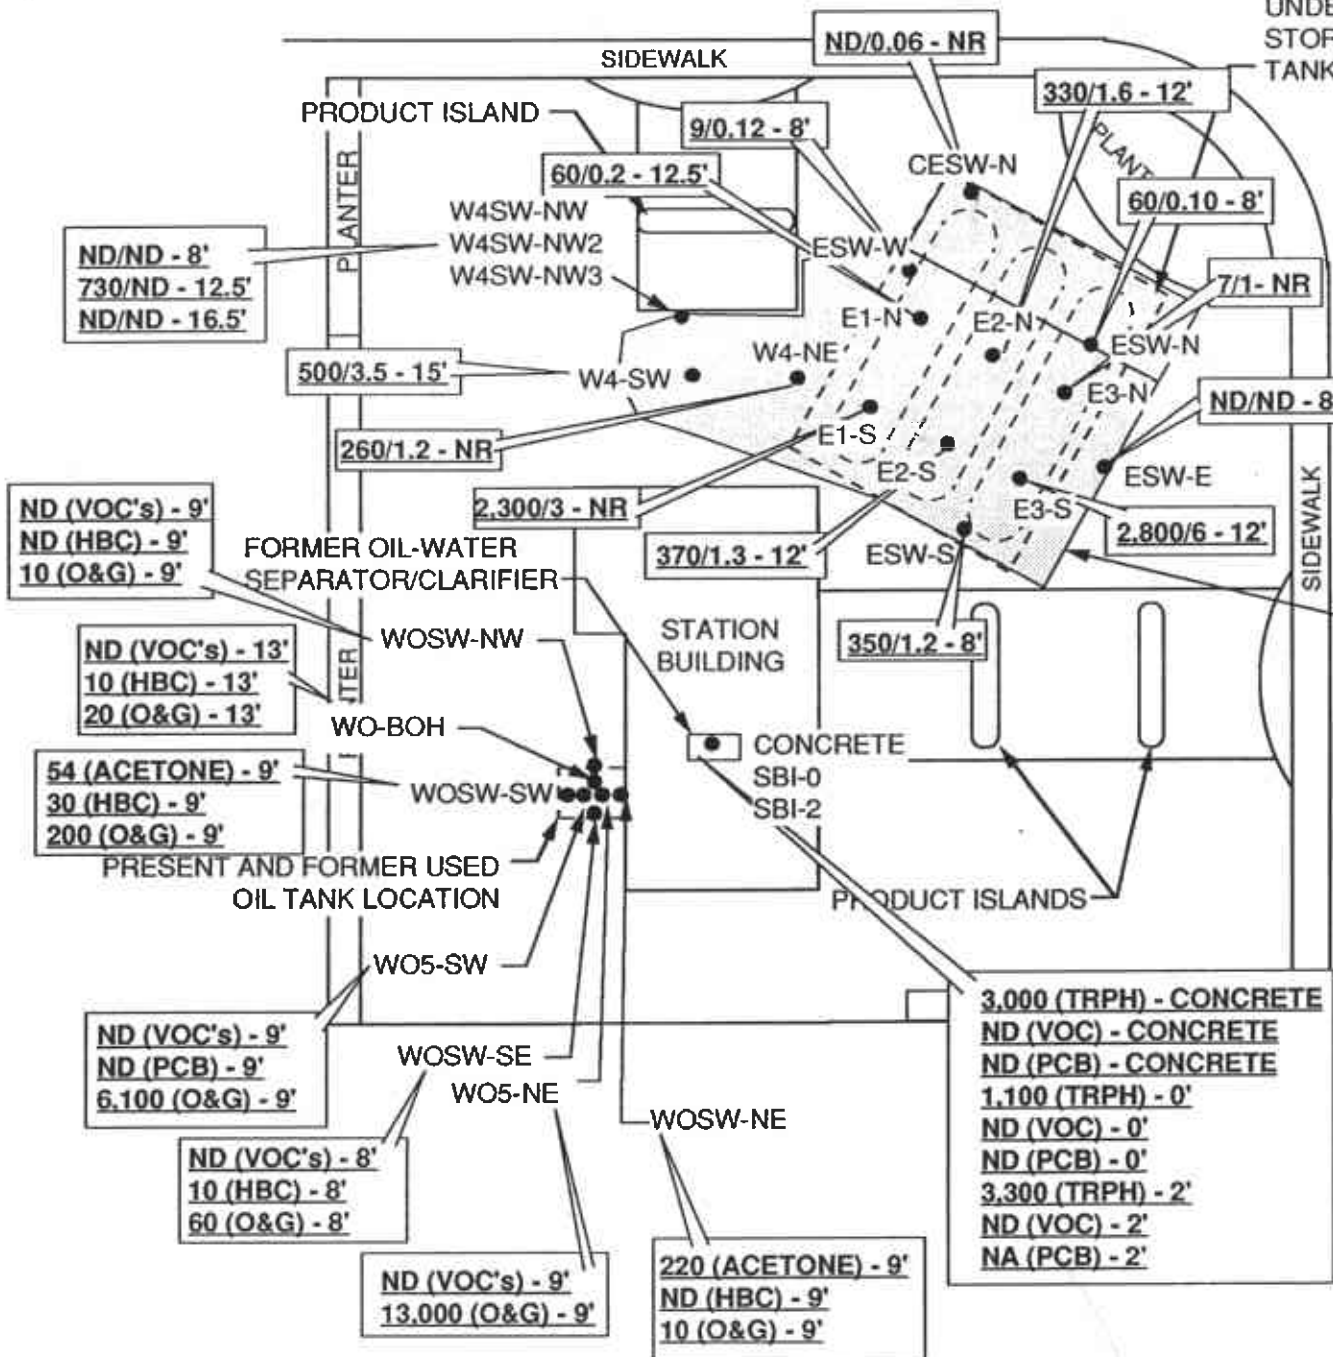 UNDE
STOR
TANK
ND/0.06 - NR
SIDEWALK
330/1.6 - 12'
PRODUCT ISLAND
9/0.12 - 8'
PLANT
CESW-N
60/0.2 - 12.5'
PLANTER
60/0.10 - 8'
W4SW-NW
W4SW-NW2
W4SW-NW3
ESW-W
ND/ND - 8'
730/ND - 12.5'
ND/ND - 16.5'
7/1- NR
E1-N
E2-N
ESW-N
W4-NE
500/3.5 - 15'
W4-SW
E3-N
ND/ND - 8
260/1.2 - NR
E1-S
E2-S
ESW-E
SIDEWALK
ND (VOC's) - 9'
ND (HBC) - 9'
10 (O&G) - 9'
2,300/3 - NR
E3-S
2,800/6 - 12'
FORMER OIL-WATER
SEPARATOR/CLARIFIER
370/1.3 - 12'
ESW-S
WOSW-NW
STATION
BUILDING
350/1.2 - 8'
ND (VOC's) - 13'
10 (HBC) - 13'
20 (O&G) - 13'
TER
WO-BOH
54 (ACETONE) - 9'
30 (HBC) - 9'
200 (O&G) - 9'
WOSW-SW
CONCRETE
SBI-0
SBI-2
PRESENT AND FORMER USED
OIL TANK LOCATION
PRODUCT ISLANDS
WO5-SW
ND (VOC's) - 9'
ND (PCB) - 9'
6,100 (O&G) - 9'
WOSW-SE
WO5-NE
WOSW-NE
3,000 (TRPH) - CONCRETE
ND (VOC) - CONCRETE
ND (PCB) - CONCRETE
1,100 (TRPH) - 0'
ND (VOC) - 0'
ND (PCB) - 0'
3,300 (TRPH) - 2'
ND (VOC) - 2'
NA (PCB) - 2'
ND (VOC's) - 8'
10 (HBC) - 8'
60 (O&G) - 8'
ND (VOC's) - 9'
13,000 (O&G) - 9'
220 (ACETONE) - 9'
ND (HBC) - 9'
10 (O&G) - 9'